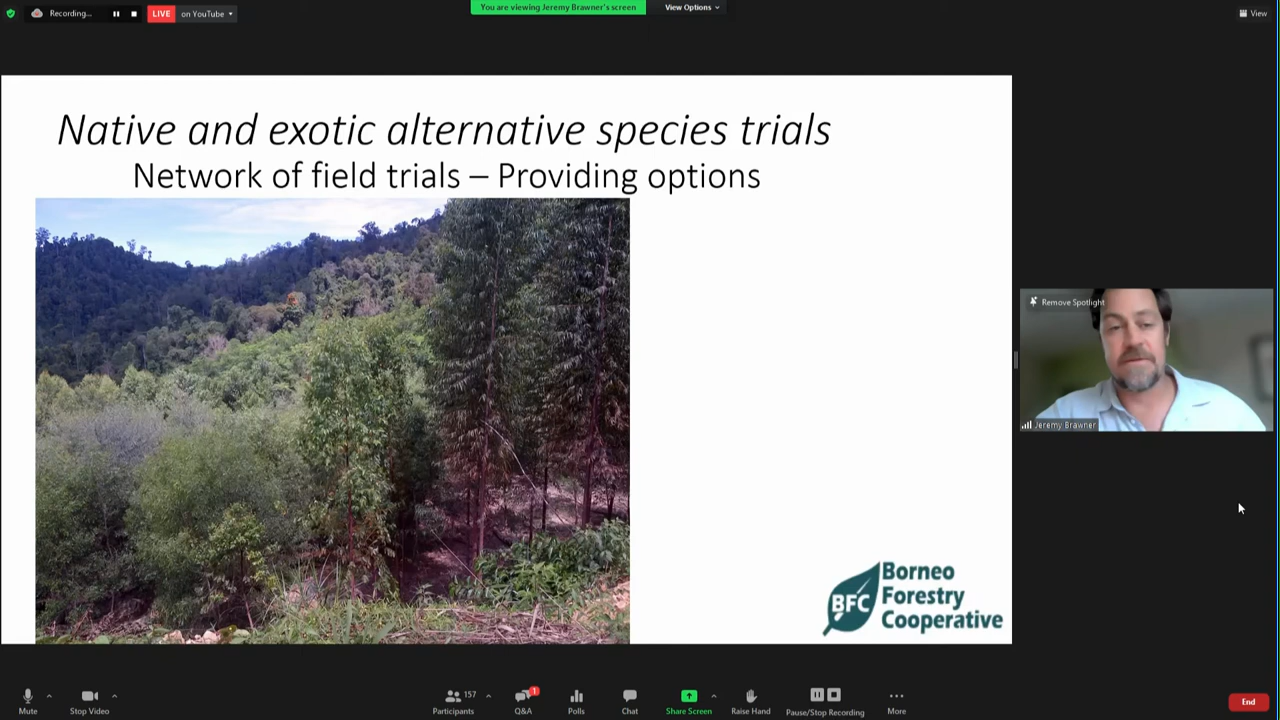 Recording...
LIVE on YouTube
You are viewing Jeremy Brawner's screen
View Options
View
Native and exotic alternative species trials
Network of field trials – Providing options
Remove Spotlight
Jeremy Brawner
BFC
Borneo
Forestry
Cooperative
Mute
Stop Video
157
Participants
1
Q&A
Polls
Chat
Share Screen
Raise Hand
Pause/Stop Recording
More
End